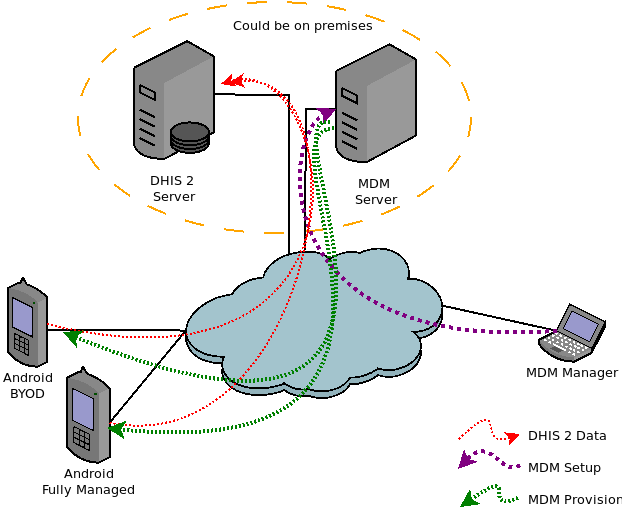 Could be on premises
DHIS 2
Server
MDM
Server
Android
BYOD
MDM Manager
Android
Fully Managed
DHIS 2 Data
MDM Setup
MDM Provision